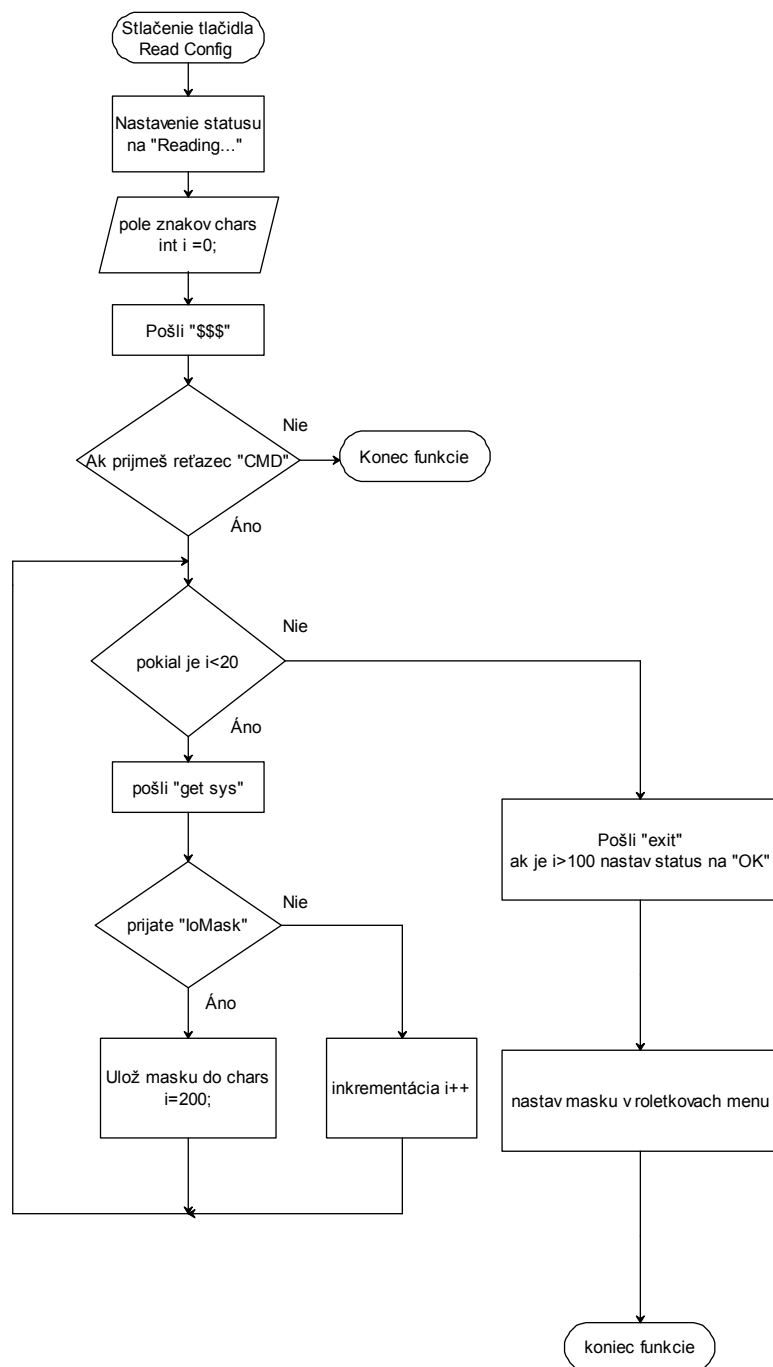 Stlačenie tlačidla
Read Config
Nastavenie statusu
na "Reading..."
pole znakov chars
int i =0;
Pošli "$$$"
Ak prijmeš reťazec "CMD"
Nie
Konec funkcie
Áno
pokial je i<20
Nie
Áno
pošli "get sys"
Pošli "exit"
ak je i>100 nastav status na "OK"
prijate "IoMask"
Nie
Áno
Ulož masku do chars
i=200;
inkrementácia i++
nastav masku v roletkovach menu
koniec funkcie